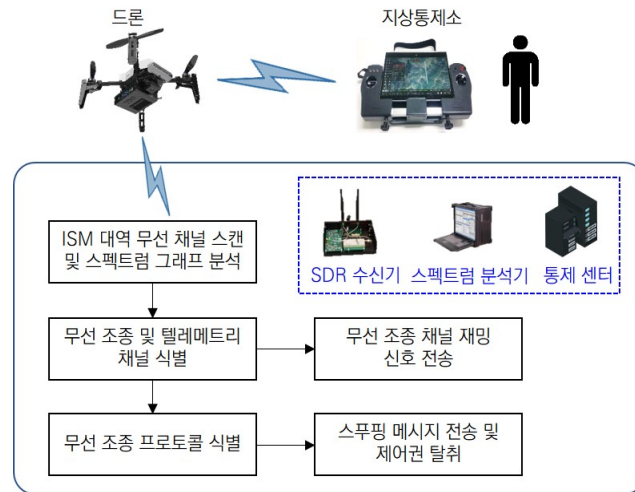 드론
지상통제소
ISM 대역 무선 채널 스캔
및 스펙트럼 그래프 분석
SDR 수신기
스펙트럼 분석기
통제 센터
무선 조종 및 텔레메트리
채널 식별
무선 조종 채널 재밍
신호 전송
무선 조종 프로토콜 식별
스푸핑 메시지 전송 및
제어권 탈취